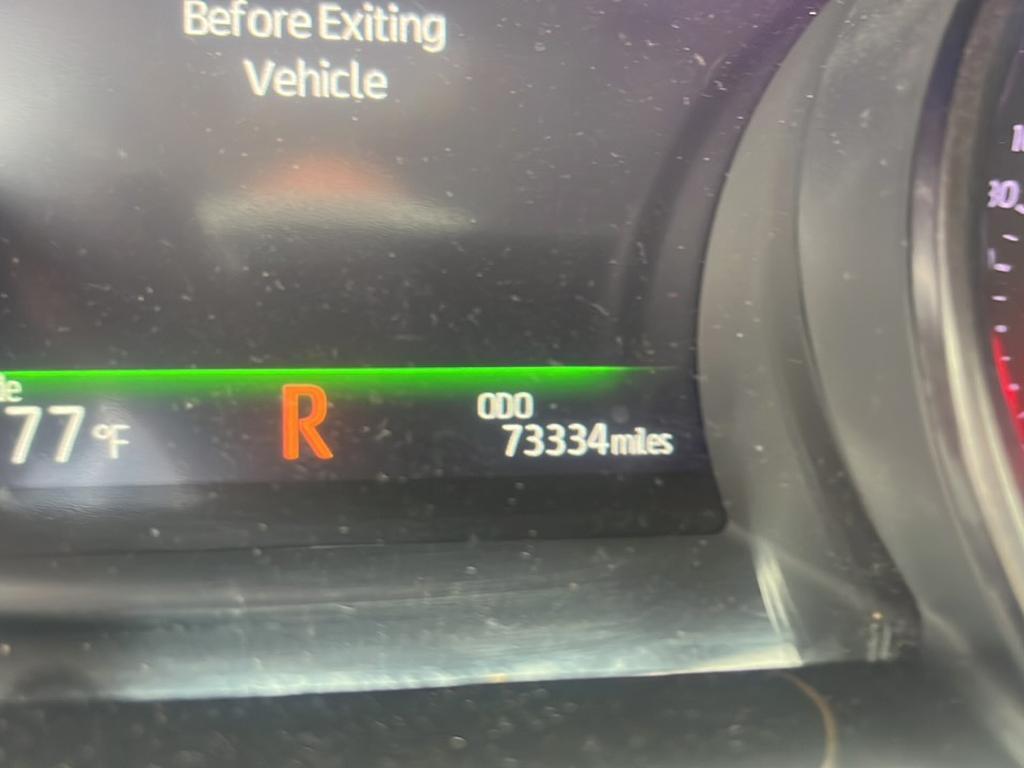 Before Exiting
Vehicle
77°F
R
ODO
73334miles